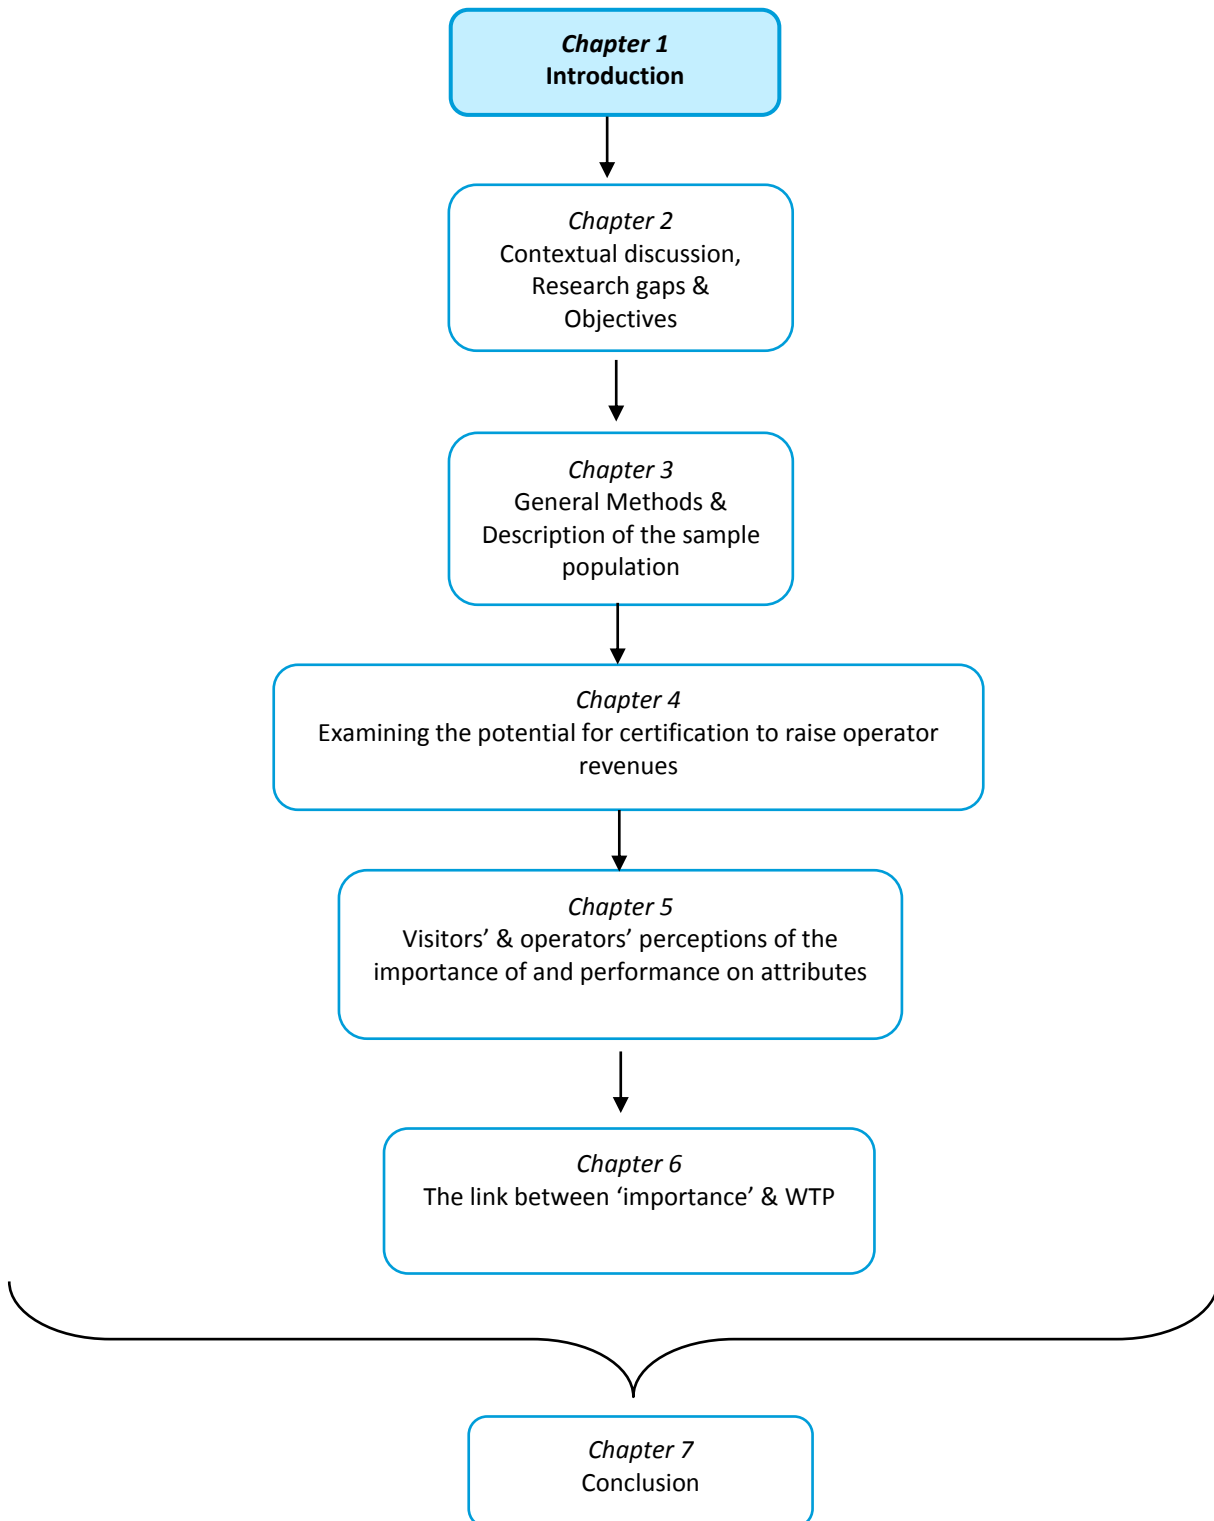 Chapter 1
Introduction
Chapter 2
Contextual discussion,
Research gaps &
Objectives
Chapter 3
General Methods &
Description of the sample
population
Chapter 4
Examining the potential for certification to raise operator
revenues
Chapter 5
Visitors’ & operators’ perceptions of the
importance of and performance on attributes
Chapter 6
The link between ‘importance’ & WTP
Chapter 7
Conclusion